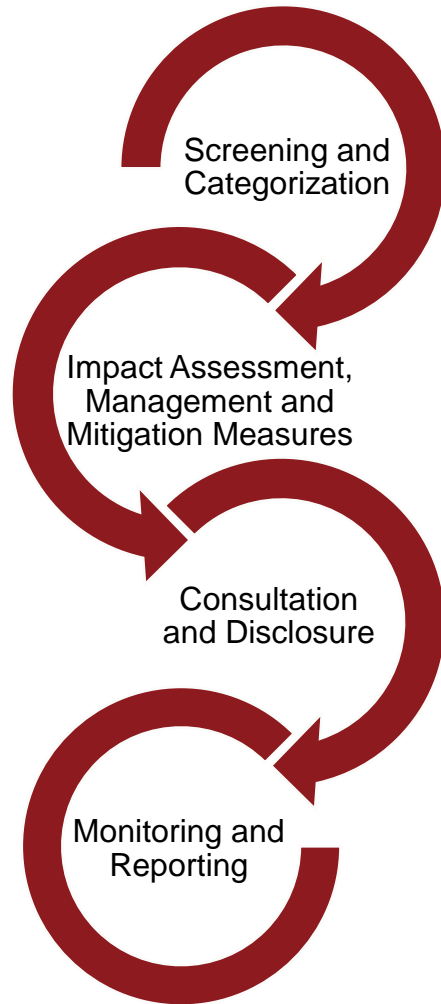 Screening and
Categorization
Impact Assessment,
Management and
Mitigation Measures
Consultation
and Disclosure
Monitoring and
Reporting